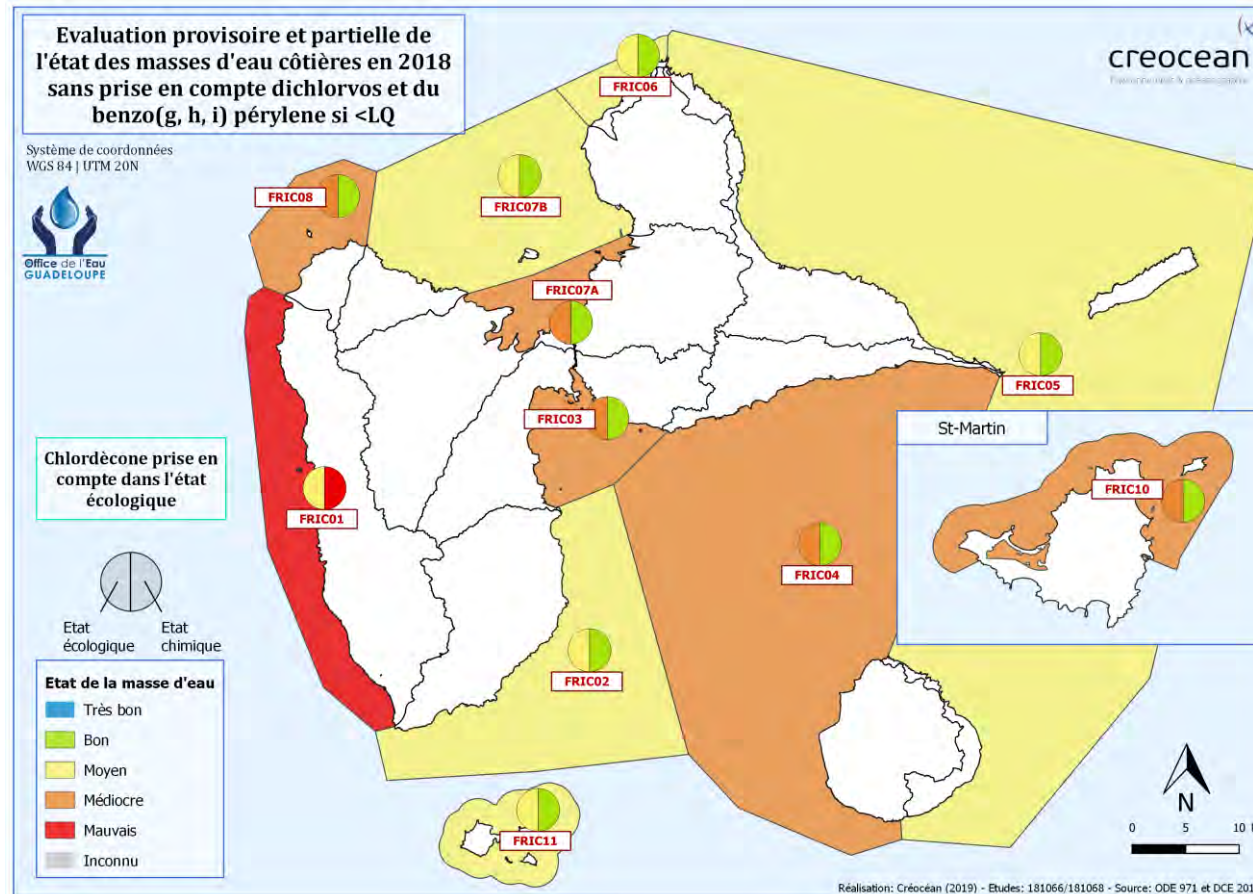 Evaluation provisoire et partielle de
l'état des masses d'eau côtières en 2018
sans prise en compte dichlorvos et du
benzo(g, h, i) pérylene si <LQ
creocean
Système de coordonnées
WGS 84 | UTM 20N
Office de l'Eau
GUADELOUPE
FRIC06
FRIC08
FRIC07B
FRIC07A
FRIC05
FRIC03
St-Martin
FRIC10
Chlordècone prise en
compte dans l'état
écologique
FRIC01
FRIC04
Etat
écologique
Etat
chimique
FRIC02
Etat de la masse d'eau
Très bon
Bon
Moyen
Médiocre
Mauvais
Inconnu
FRIC11
N
0 5 10
Réalisation: Créocéan (2019) - Etudes: 181066/181068 - Source: ODE 971 et DCE 201